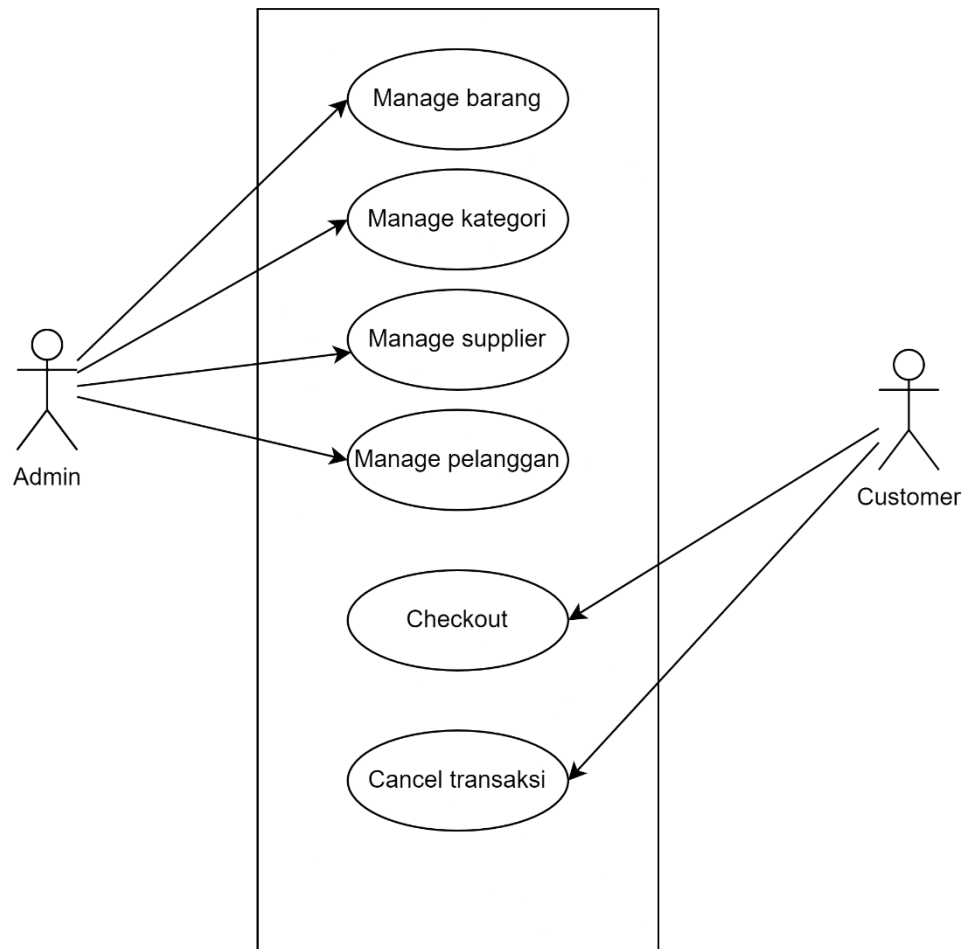 Manage barang
Manage kategori
Manage supplier
Manage pelanggan
Admin
Customer
Checkout
Cancel transaksi